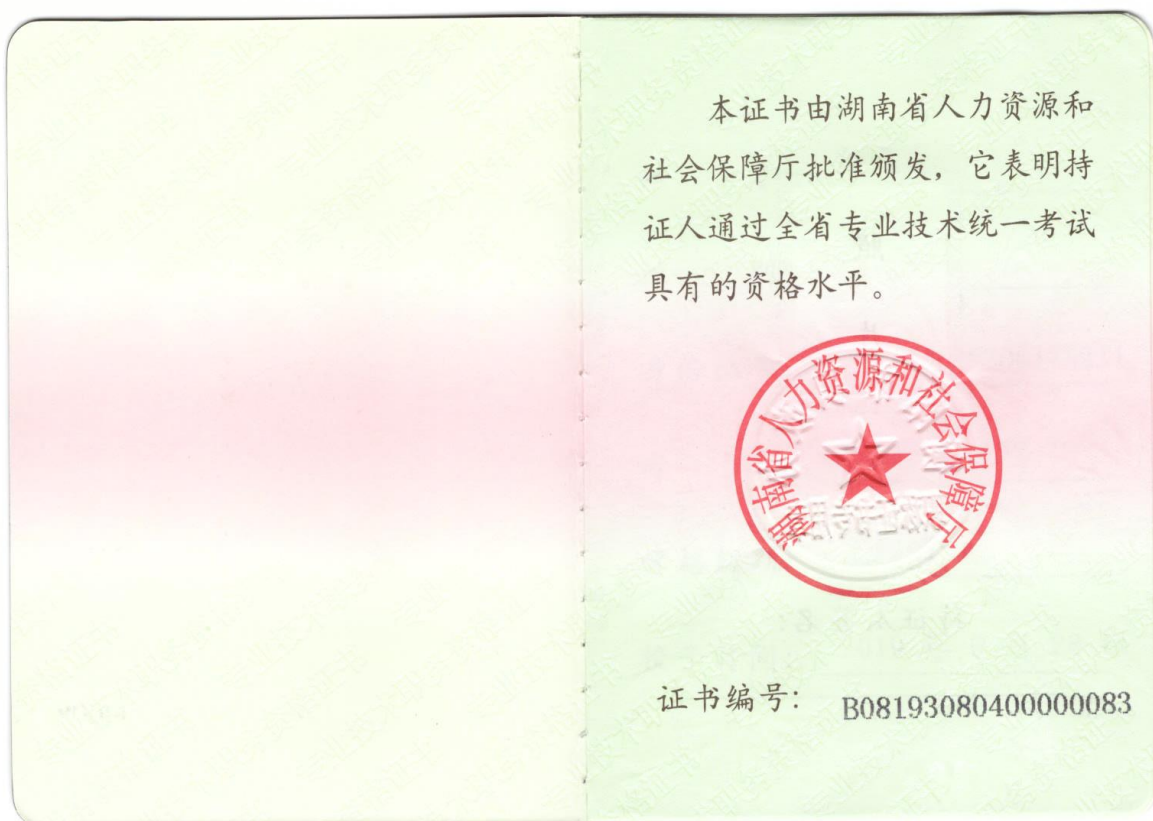 本证书由湖南省人力资源和
社会保障厅批准颁发，它表明持
证人通过全省专业技术统一考试
具有的资格水平。
湖南省人力资源和社会保障厅
证书编号：B08193080400000083